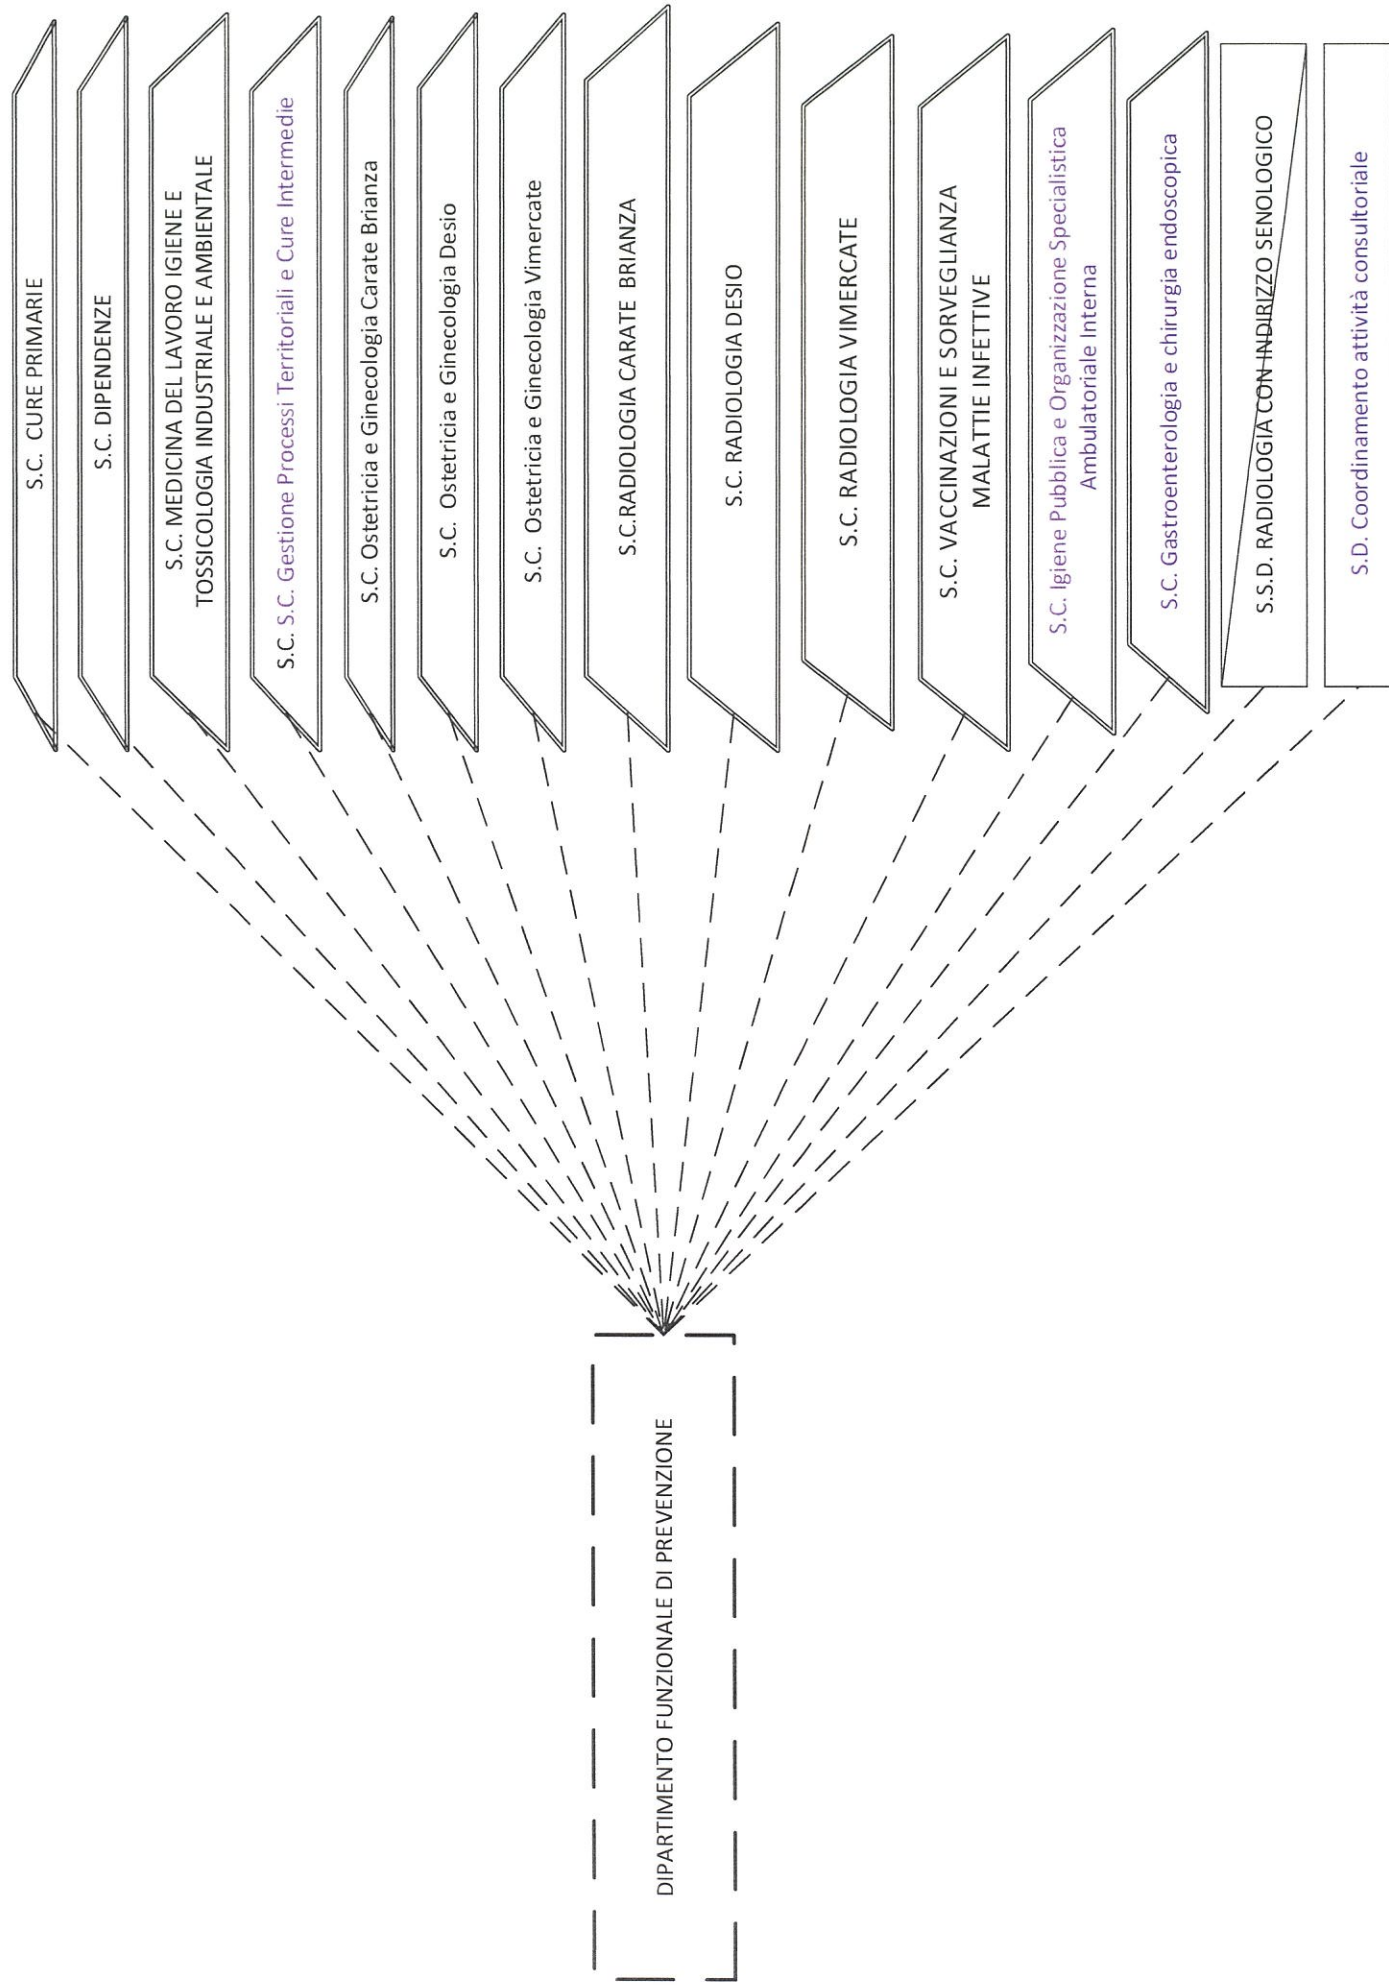 DIPARTIMENTO FUNZIONALE DI PREVENZIONE
S.C. CURE PRIMARIE
S.C. DIPENDENZE
S.C. MEDICINA DEL LAVORO IGIENE E
TOSSICOLOGIA INDUSTRIALE E AMBIENTALE
S.C. S.C. Gestione Processi Territoriali e Cure Intermedie
S.C. Ostetricia e Ginecologia Carate Brianza
S.C. Ostetricia e Ginecologia Desio
S.C. Ostetricia e Ginecologia Vimercate
S.C.RADIOLOGIA CARATE BRIANZA
S.C. RADIOLOGIA DESIO
S.C. RADIOLOGIA VIMERCATE
S.C. VACCINAZIONI E SORVEGLIANZA
MALATTIE INFETTIVE
S.C. Igiene Pubblica e Organizzazione Specialistica
Ambulatoriale Interna
S.C. Gastroenterologia e chirurgia endoscopica
S.S.D. RADIOLOGIA CON INDIRIZZO SENOLOGICO
S.D. Coordinamento attività consultoriale